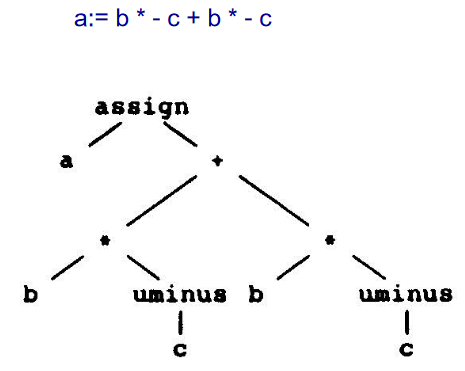 a:= b * - c + b * - c
assign
a +
* *
b uminus b uminus
c c